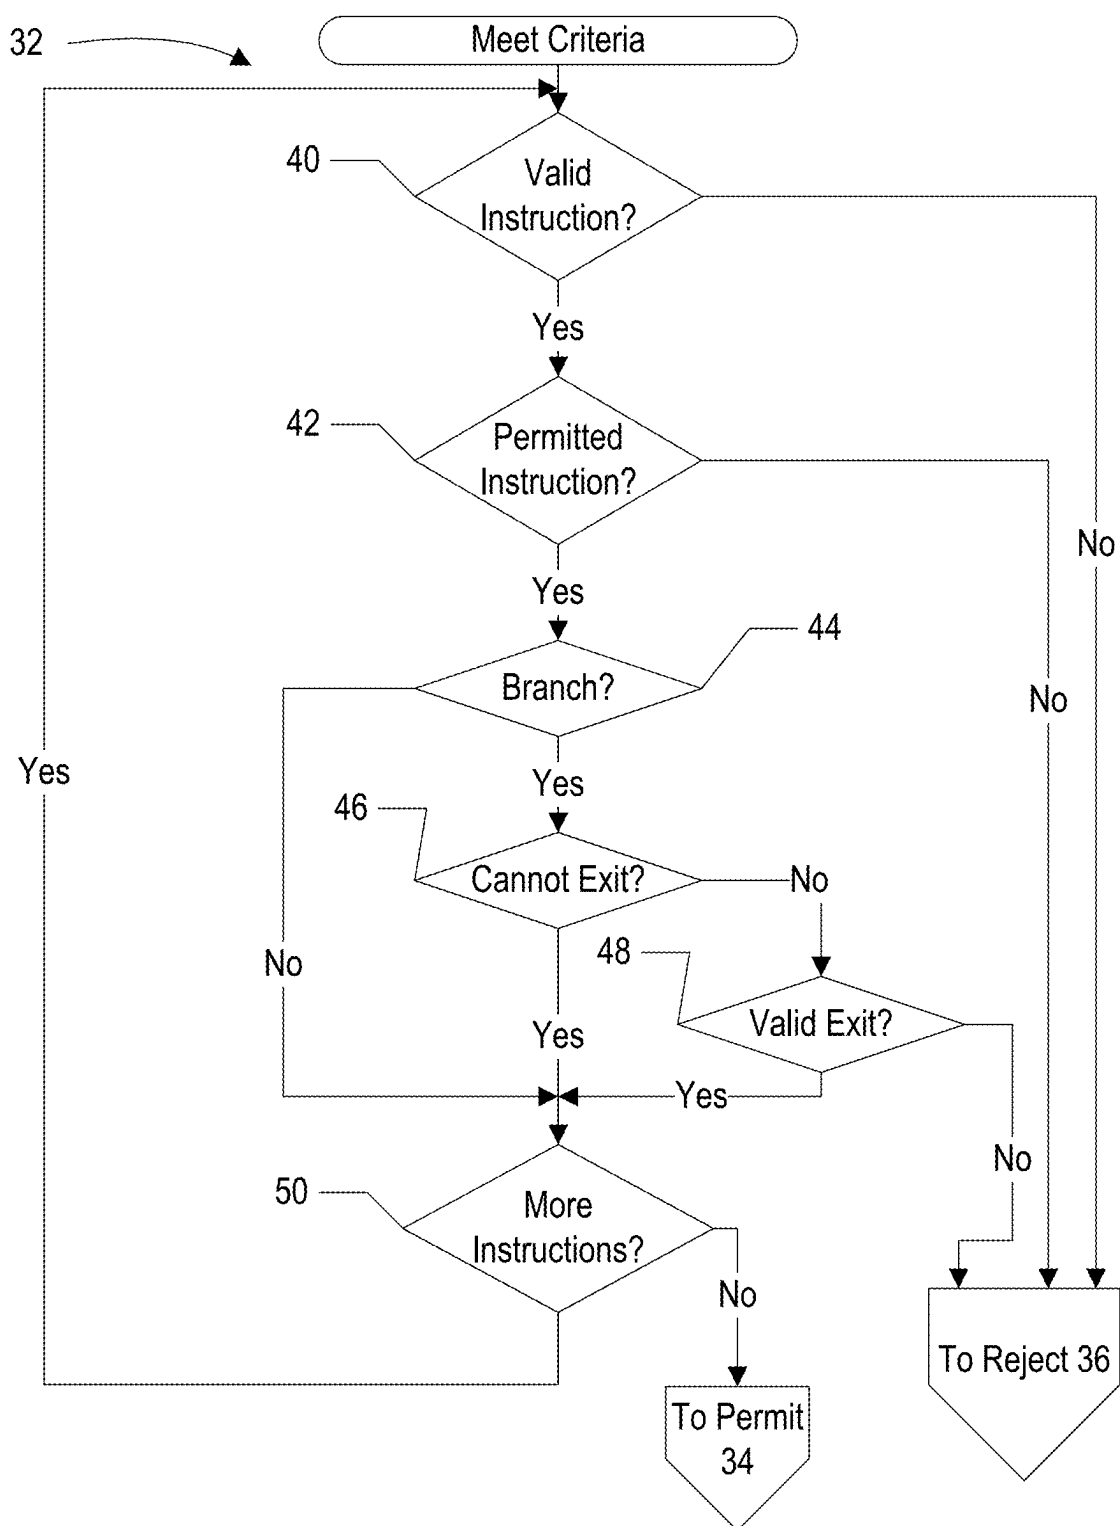 32
Meet Criteria
40
Valid
Instruction?
Yes
42
Permitted
Instruction?
No
Yes
44
Branch?
No
Yes
Yes
46
Cannot Exit?
No
48
No
Valid Exit?
Yes
Yes
No
50
More
Instructions?
No
To Reject 36
To Permit
34